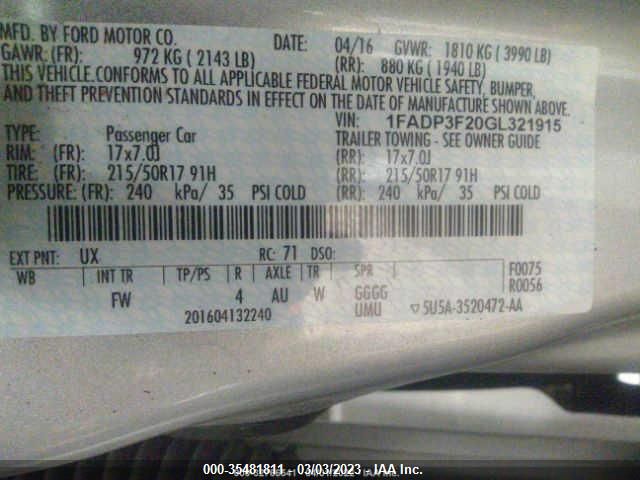 MFD. BY FORD MOTOR CO.
DATE: 04/16 GVWR: 1810 KG ( 3990 LB)
GAWR: (FR): 972 KG ( 2143 LB) (RR): 880 KG ( 1940 LB)
THIS VEHICLE CONFORMS TO ALL APPLICABLE FEDERAL MOTOR VEHICLE SAFETY, BUMPER,
AND THEFT PREVENTION STANDARDS IN EFFECT ON THE DATE OF MANUFACTURE SHOWN ABOVE.
VIN: 1FADP3F20GL321915
TYPE: Passenger Car TRAILER TOWING - SEE OWNER GUIDE
RIM: (FR): 17x7.0J (RR): 17x7.0J
TIRE: (FR): 215/50R17 91H (RR): 215/50R17 91H
PRESSURE: (FR): 240 kPa/ 35 PSI COLD (RR): 240 kPa/ 35 PSI COLD
EXT PNT: UX RC: 71 DSO:
WB INT TR TP/PS R AXLE TR SPR F0075
FW 4 AU W GGGG R0056
201604132240 UMU ▽ 5U5A-3520472-AA
000-35481811 - 03/03/2023 - IAA Inc.